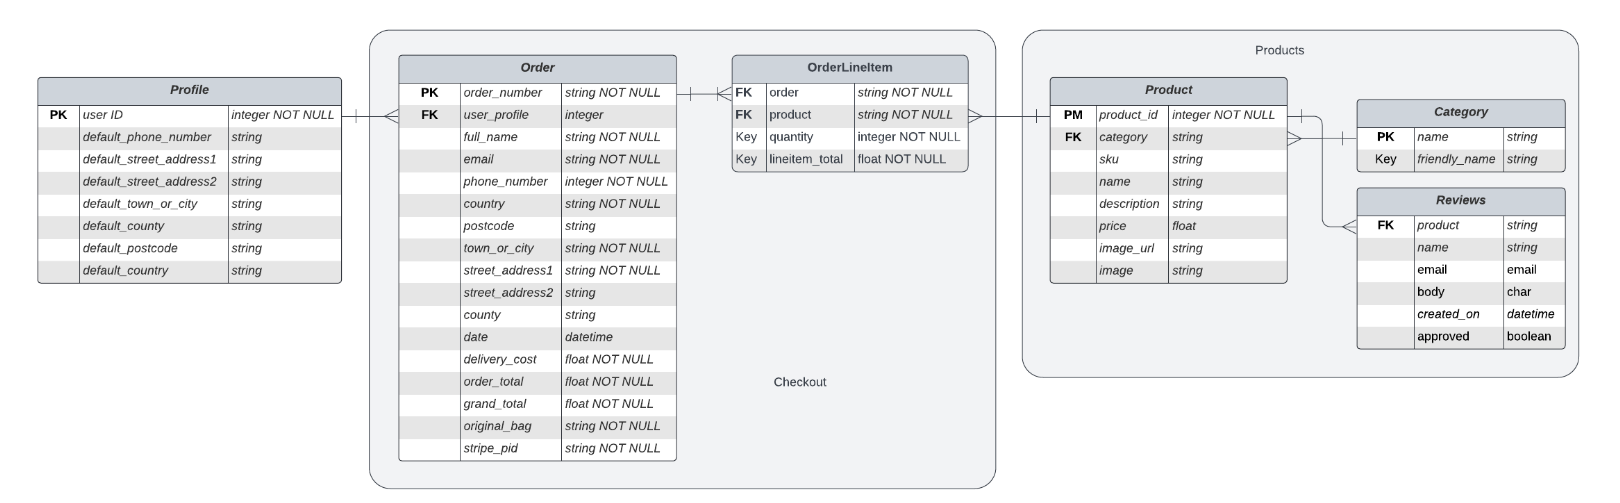 Profile
PK user ID integer NOT NULL
default_phone_number string
default_street_address1 string
default_street_address2 string
default_town_or_city string
default_county string
default_postcode string
default_country string
Order
PK order_number string NOT NULL
FK user_profile integer
full_name string NOT NULL
email string NOT NULL
phone_number integer NOT NULL
country string NOT NULL
postcode string
town_or_city string NOT NULL
street_address1 string NOT NULL
street_address2 string
county string
date datetime
delivery_cost float NOT NULL
order_total float NOT NULL
grand_total float NOT NULL
original_bag string NOT NULL
stripe_pid string NOT NULL
OrderLineItem
FK order string NOT NULL
FK product string NOT NULL
Key quantity integer NOT NULL
Key lineitem_total float NOT NULL
Checkout
Products
Product
PM product_id integer NOT NULL
FK category string
sku string
name string
description string
price float
image_url string
image string
Category
PK name string
Key friendly_name string
Reviews
FK product string
name string
email email
body char
created_on datetime
approved boolean